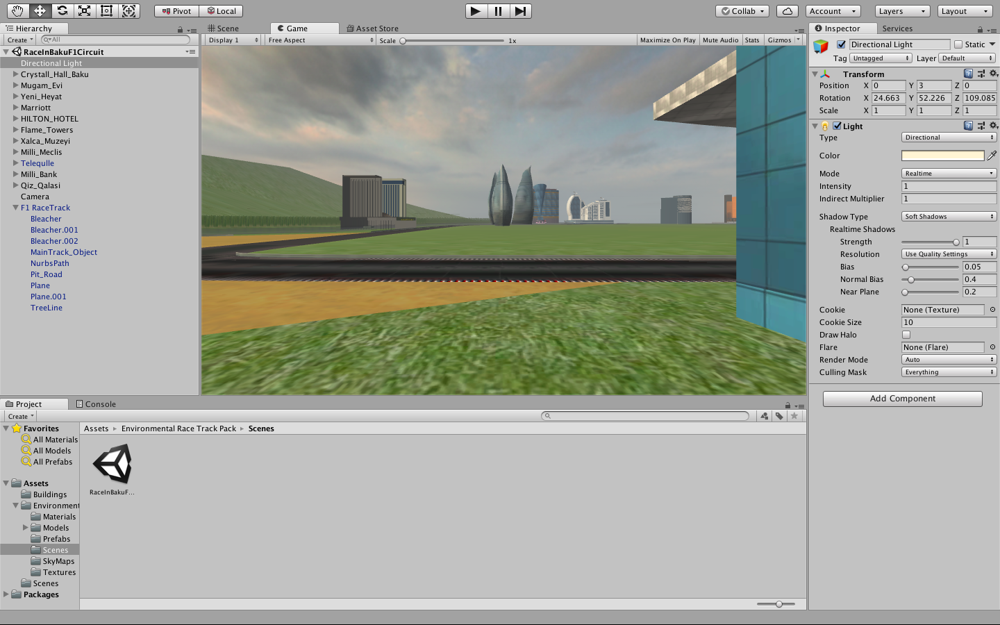 Pivot Local Collab Account Layers Layout
Hierarchy Scene Game Asset Store Inspector Services
Create All Display 1 Free Aspect Scale 1x Maximize On Play Mute Audio Stats Gizmos
RaceInBakuF1Circuit
Directional Light
Crystall_Hall_Baku
Mugam_Evi
Yeni_Heyat
Marriott
HILTON_HOTEL
Flame_Towers
Xalca_Muzeyi
Milli_Meclis
Telequlle
Milli_Bank
Qiz_Qalasi
Camera
F1 RaceTrack
Bleacher
Bleacher.001
Bleacher.002
MainTrack_Object
NurbsPath
Pit_Road
Plane
Plane.001
TreeLine
Directional Light Static
Tag Untagged Layer Default
Transform
Position X 0 Y 3 Z 0
Rotation X 24.663 Y 52.226 Z 109.085
Scale X 1 Y 1 Z 1
Light
Type Directional
Color
Mode Realtime
Intensity 1
Indirect Multiplier 1
Shadow Type Soft Shadows
Realtime Shadows
Strength 1
Resolution Use Quality Settings
Bias 0.05
Normal Bias 0.4
Near Plane 0.2
Cookie None (Texture)
Cookie Size 10
Draw Halo
Flare None (Flare)
Render Mode Auto
Culling Mask Everything
Add Component
Project Console
Create
Favorites
All Materials
All Models
All Prefabs
Assets
Buildings
Environment
Materials
Models
Prefabs
Scenes
SkyMaps
Textures
Scenes
Packages
Assets ▸ Environmental Race Track Pack ▸ Scenes
RaceInBakuF...